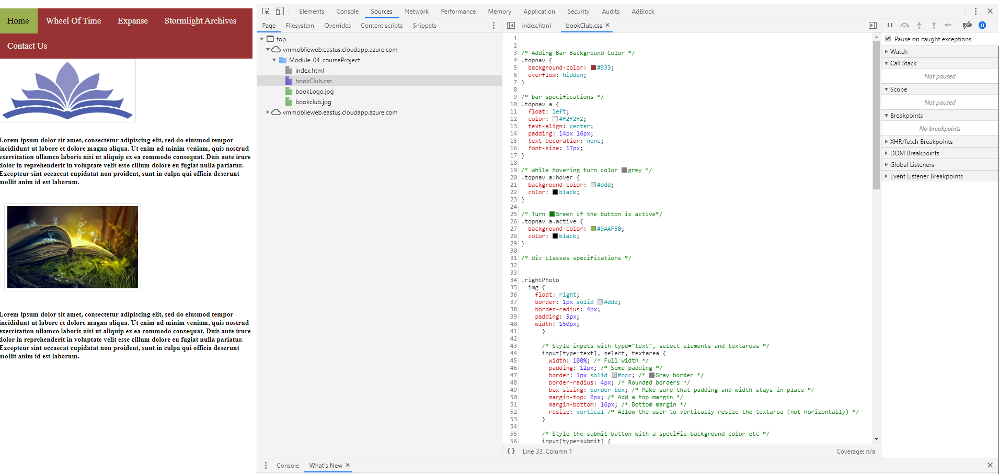 Home Wheel Of Time Expanse Stormlight Archives
Contact Us
Lorem ipsum dolor sit amet, consectetur adipiscing elit, sed do eiusmod tempor
incididunt ut labore et dolore magna aliqua. Ut enim ad minim veniam, quis nostrud
exercitation ullamco laboris nisi ut aliquip ex ea commodo consequat. Duis aute irure
dolor in reprehenderit in voluptate velit esse cillum dolore eu fugiat nulla pariatur.
Excepteur sint occaecat cupidatat non proident, sunt in culpa qui officia deserunt
mollit anim id est laborum.
Lorem ipsum dolor sit amet, consectetur adipiscing elit, sed do eiusmod tempor
incididunt ut labore et dolore magna aliqua. Ut enim ad minim veniam, quis nostrud
exercitation ullamco laboris nisi ut aliquip ex ea commodo consequat. Duis aute irure
dolor in reprehenderit in voluptate velit esse cillum dolore eu fugiat nulla pariatur.
Excepteur sint occaecat cupidatat non proident, sunt in culpa qui officia deserunt
mollit anim id est laborum.
Elements Console Sources Network Performance Memory Application Security Audits AdBlock
Page Filesystem Overrides Content scripts Snippets
top
vmmoblieweb.eastus.cloudapp.azure.com
Module_04_courseProject
index.html
bookClub.css
bookLogo.jpg
bookclub.jpg
vmmoblieweb.eastus.cloudapp.azure.com
index.html bookClub.css
1
2
3 /* Adding Bar Background Color */
4 .topnav {
5 background-color: #933;
6 overflow: hidden;
7 }
8
9 /* bar specifications */
10 .topnav a {
11 float: left;
12 color: #f2f2f2;
13 text-align: center;
14 padding: 14px 16px;
15 text-decoration: none;
16 font-size: 17px;
17 }
18
19 /* while hovering turn color grey */
20 .topnav a:hover {
21 background-color: #ddd;
22 color: black;
23 }
24
25 /* Turn Green if the button is active*/
26 .topnav a.active {
27 background-color: #9AAF50;
28 color: black;
29 }
30
31 /* div classes specifications */
32
33
34 .rightPhoto
35 img {
36 float: right;
37 border: 1px solid #ddd;
38 border-radius: 4px;
39 padding: 5px;
40 width: 150px;
41 }
42
43 /* Style inputs with type="text", select elements and textareas */
44 input[type=text], select, textarea {
45 width: 100%; /* Full width */
46 padding: 12px; /* Some padding */
47 border: 1px solid #ccc; /* Gray border */
48 border-radius: 4px; /* Rounded borders */
49 box-sizing: border-box; /* Make sure that padding and width stays in place */
50 margin-top: 6px; /* Add a top margin */
51 margin-bottom: 16px; /* Bottom margin */
52 resize: vertical /* Allow the user to vertically resize the textarea (not horizontally) */
53 }
54
55 /* Style the submit button with a specific background color etc */
56 input[type=submit] {
{} Line 33, Column 1 Coverage: n/a
Pause on caught exceptions
Watch
Call Stack
Not paused
Scope
Not paused
Breakpoints
No breakpoints
XHR/fetch Breakpoints
DOM Breakpoints
Global Listeners
Event Listener Breakpoints
Console What's New